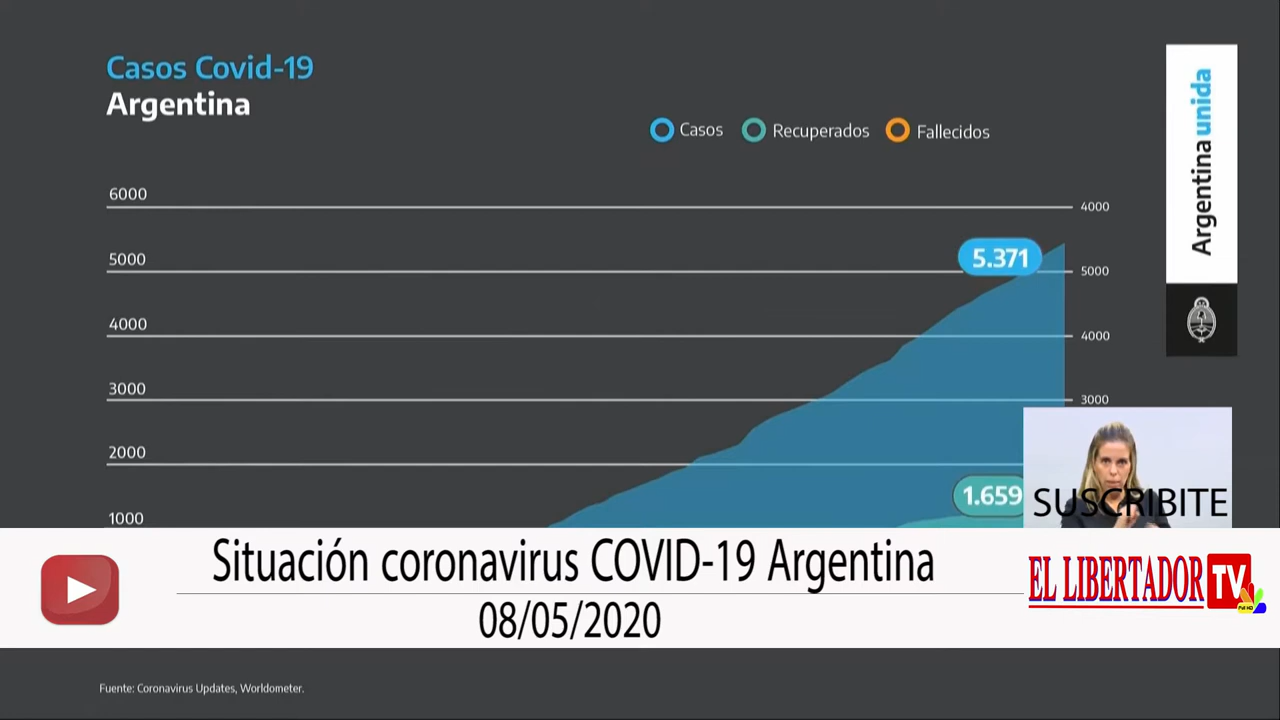 Casos Covid-19
Argentina
Casos
Recuperados
Fallecidos
Argentina unida
6000
4000
5.371
5000
5000
4000
4000
3000
3000
2000
1.659
SUSCRIBITE
1000
Situación coronavirus COVID-19 Argentina
08/05/2020
EL LIBERTADOR TV
Full HD
Fuente: Coronavirus Updates, Worldometer.